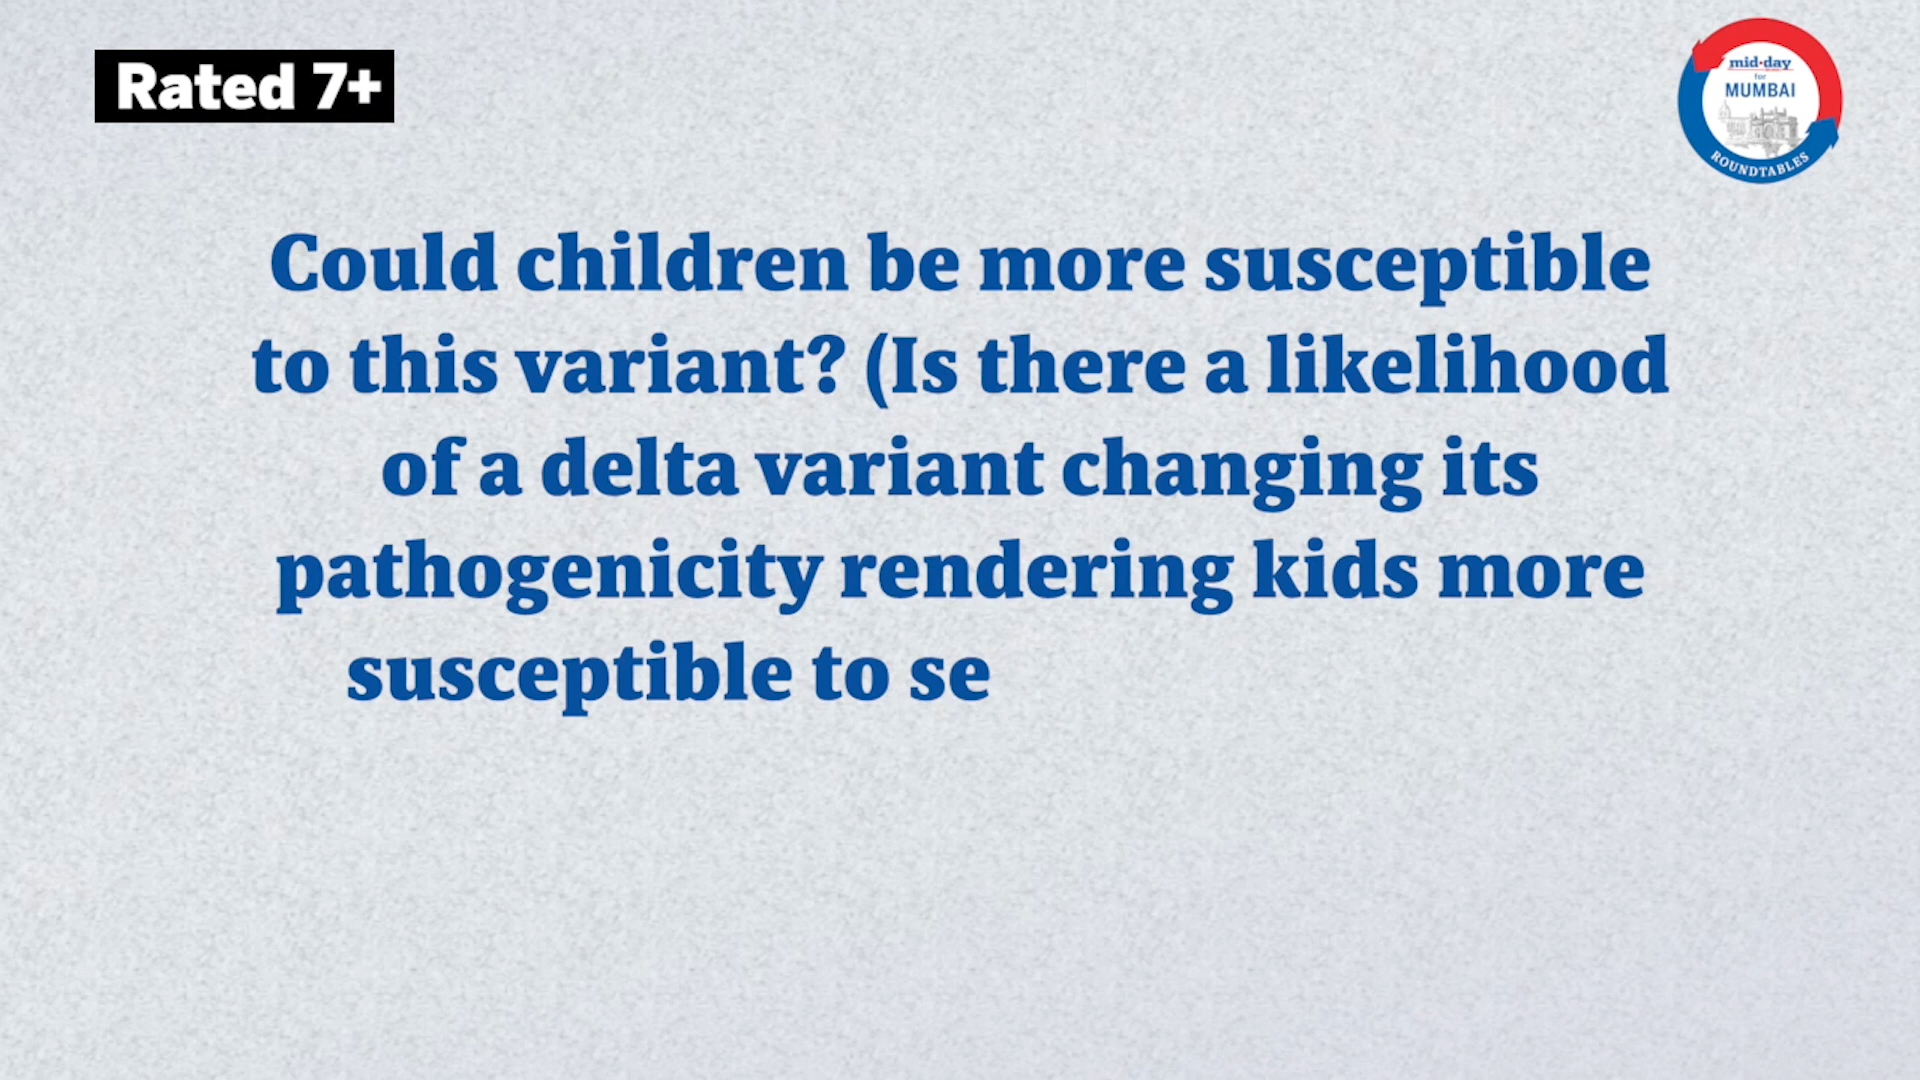 Rated 7+
mid-day
for
MUMBAI
ROUNDTABLES
Could children be more susceptible
to this variant? (Is there a likelihood
of a delta variant changing its
pathogenicity rendering kids more
susceptible to se